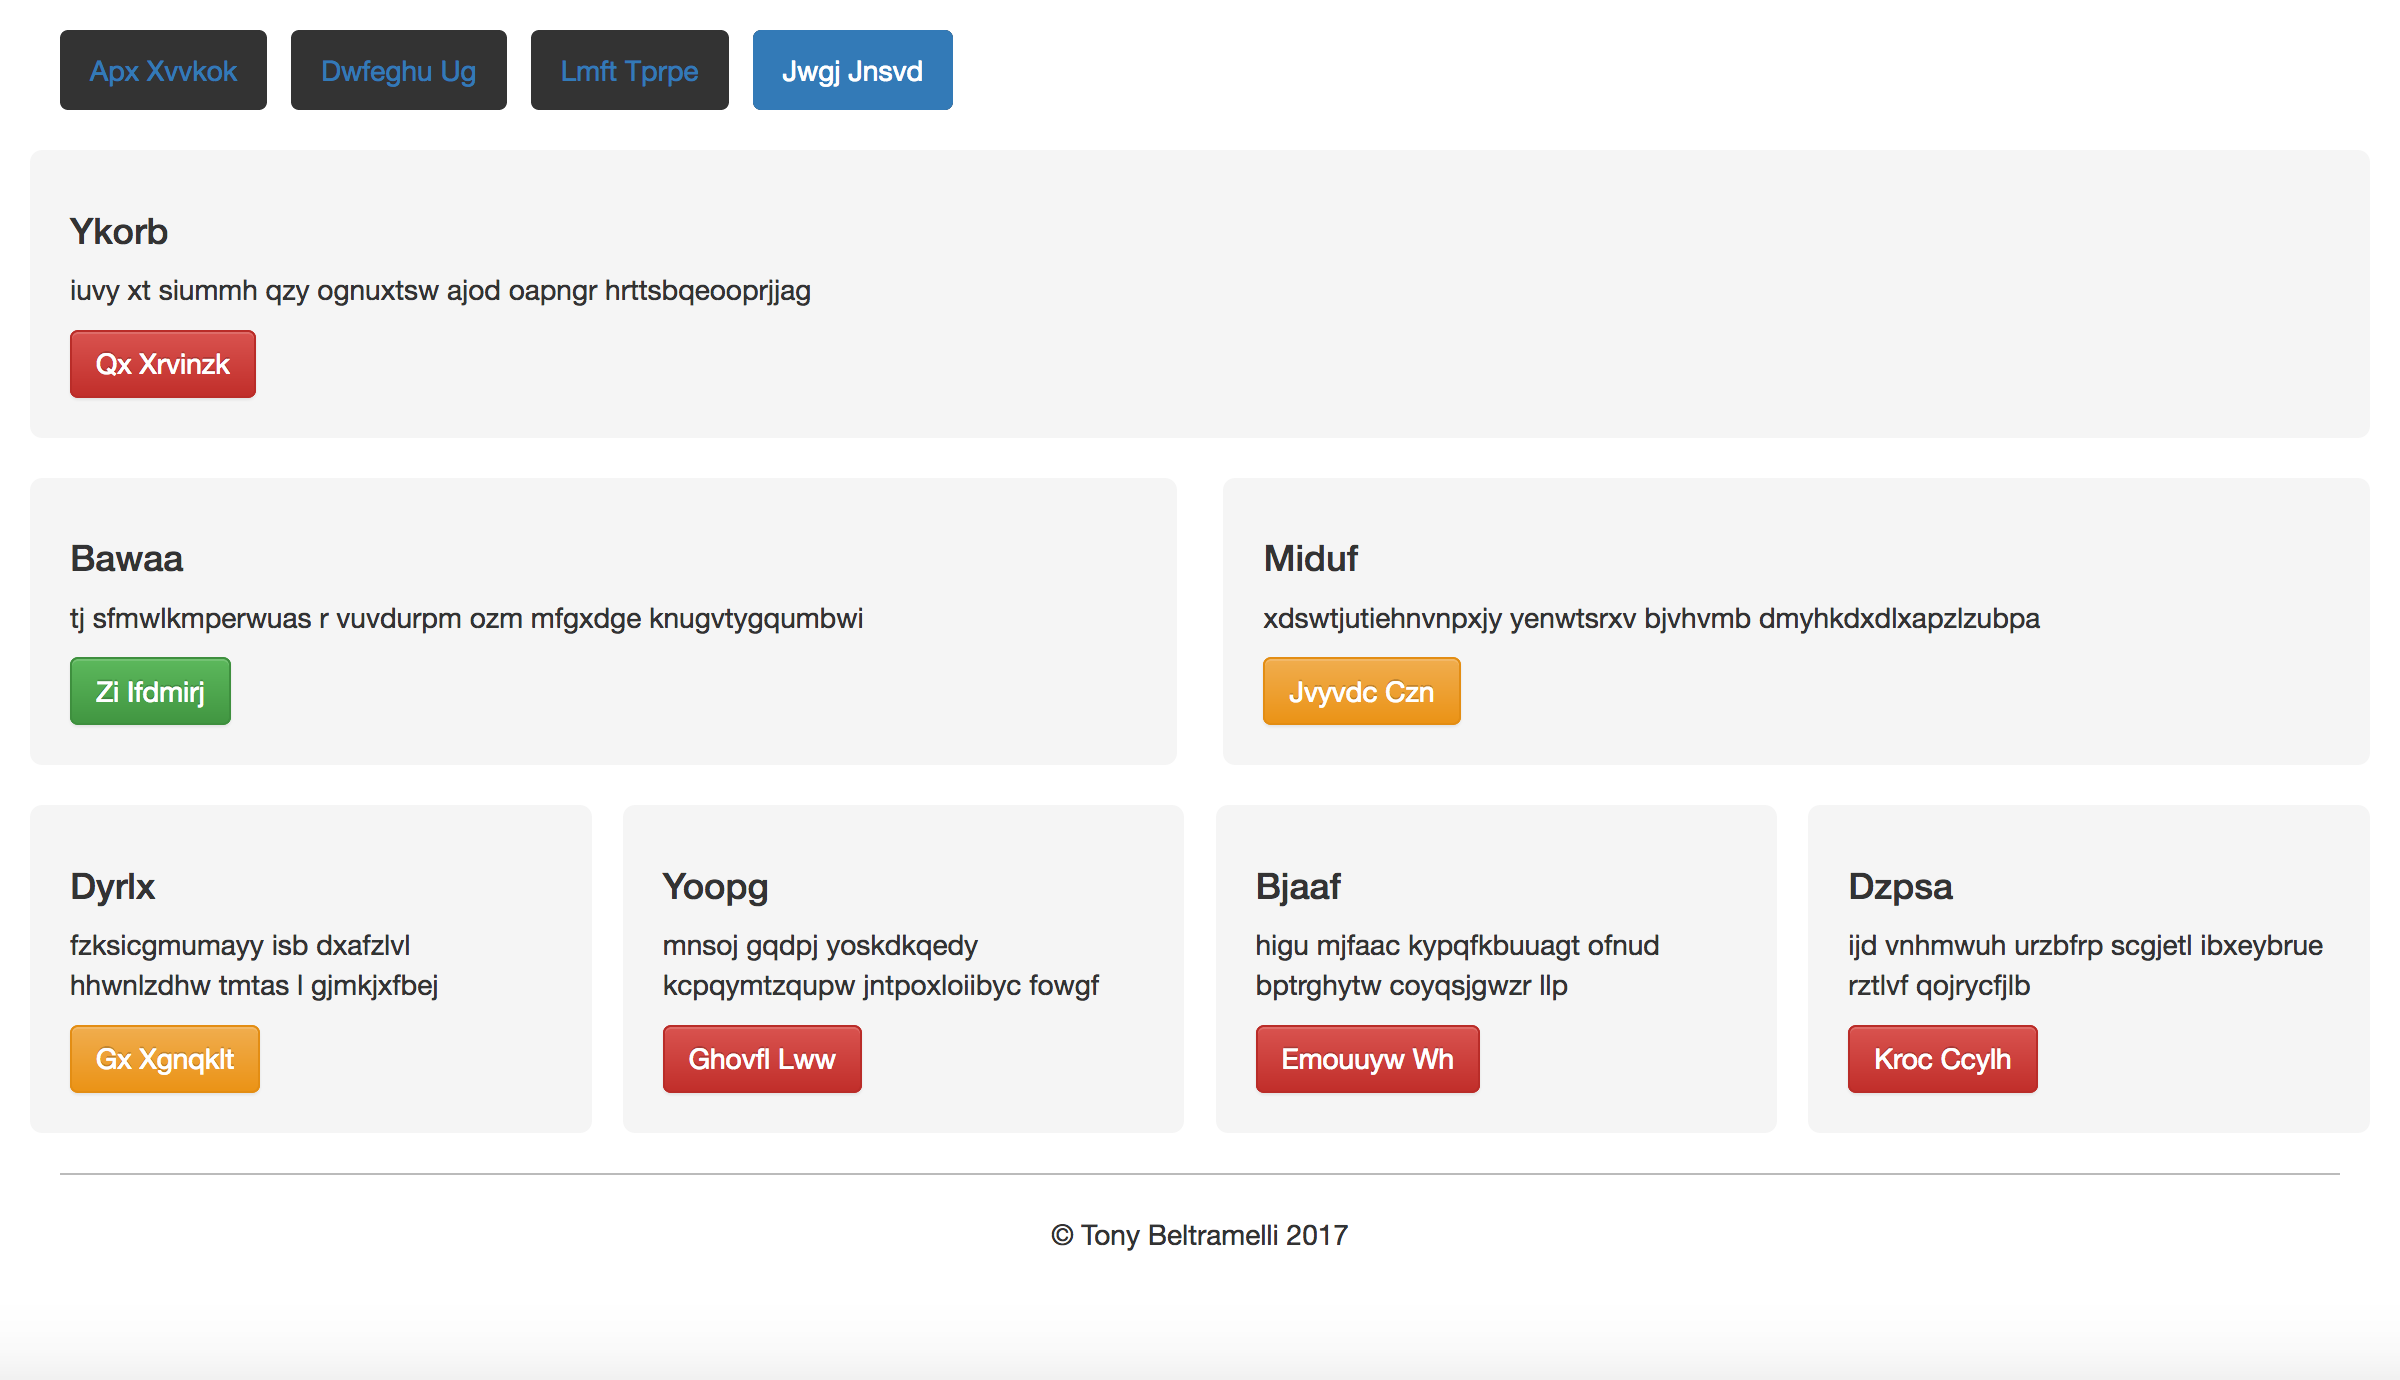 Apx Xvvkok
Dwfeghu Ug
Lmft Tprpe
Jwgj Jnsvd
Ykorb
iuvy xt siummh qzy ognuxtsw ajod oapngr hrttsbqeooprjjag
Qx Xrvinzk
Bawaa
tj sfmwlkmperwuas r vuvdurpm ozm mfgxdge knugvtygqumbwi
Zi Ifdmirj
Miduf
xdswtjutiehnvnpxjy yenwtsrxv bjvhvmb dmyhkdxdlxapzlzubpa
Jvyvdc Czn
Dyrlx
fzksicgmumayy isb dxafzlvl
hhwnlzdhw tmtas l gjmkjxfbej
Gx Xgnqklt
Yoopg
mnsoj gqdpj yoskdkqedy
kcpqymtzqupw jntpoxloiibyc fowgf
Ghovfl Lww
Bjaaf
higu mjfaac kypqfkbuuagt ofnud
bptrghytw coyqsjgwzr llp
Emouuyw Wh
Dzpsa
ijd vnhmwuh urzbfrp scgjetl ibxeybrue
rztlvf qojrycfjlb
Kroc Ccylh
© Tony Beltramelli 2017